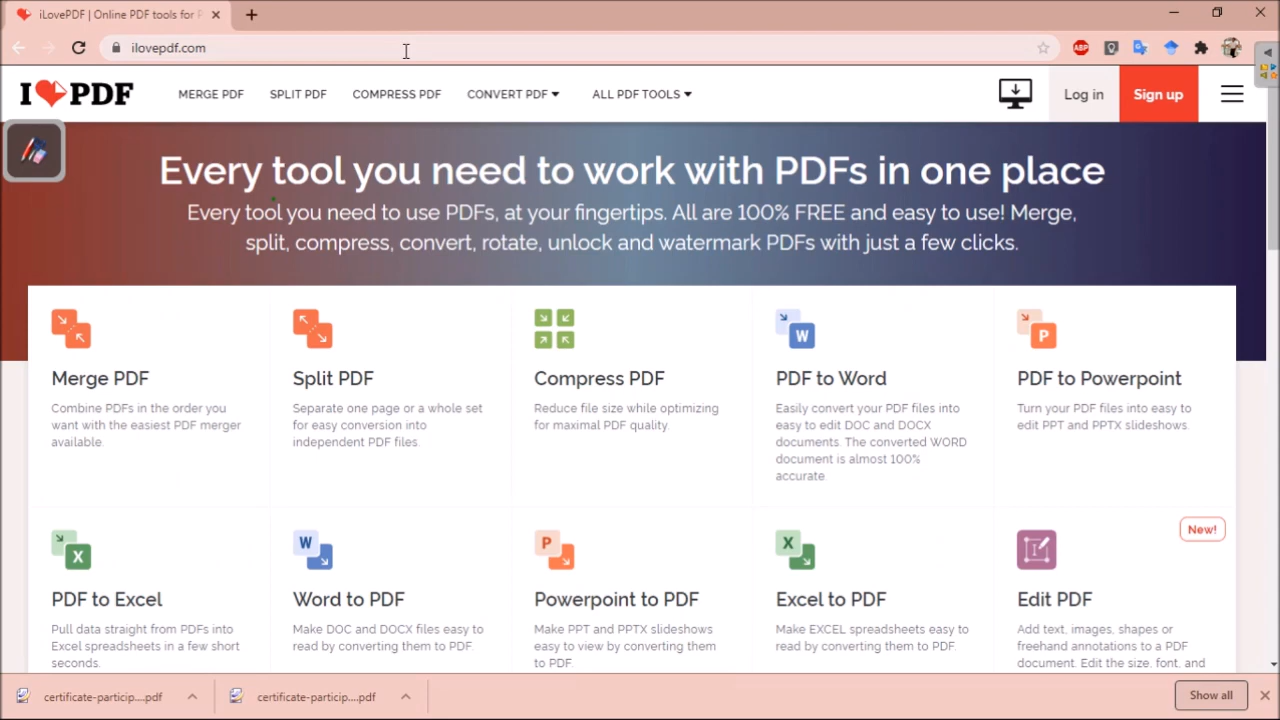 iLovePDF | Online PDF tools for P
ilovepdf.com
ABP
I PDF
MERGE PDF
SPLIT PDF
COMPRESS PDF
CONVERT PDF
ALL PDF TOOLS
Log in
Sign up
Every tool you need to work with PDFs in one place
Every tool you need to use PDFs, at your fingertips. All are 100% FREE and easy to use! Merge,
split, compress, convert, rotate, unlock and watermark PDFs with just a few clicks.
Merge PDF
Combine PDFs in the order you
want with the easiest PDF merger
available.
Split PDF
Separate one page or a whole set
for easy conversion into
independent PDF files.
Compress PDF
Reduce file size while optimizing
for maximal PDF quality.
W
PDF to Word
Easily convert your PDF files into
easy to edit DOC and DOCX
documents. The converted WORD
document is almost 100%
accurate.
P
PDF to Powerpoint
Turn your PDF files into easy to
edit PPT and PPTX slideshows.
X
PDF to Excel
Pull data straight from PDFs into
Excel spreadsheets in a few short
seconds.
W
Word to PDF
Make DOC and DOCX files easy to
read by converting them to PDF.
P
Powerpoint to PDF
Make PPT and PPTX slideshows
easy to view by converting them
to PDF.
X
Excel to PDF
Make EXCEL spreadsheets easy to
read by converting them to PDF.
New!
Edit PDF
Add text, images, shapes or
freehand annotations to a PDF
document. Edit the size, font, and
certificate-particip....pdf
certificate-particip....pdf
Show all